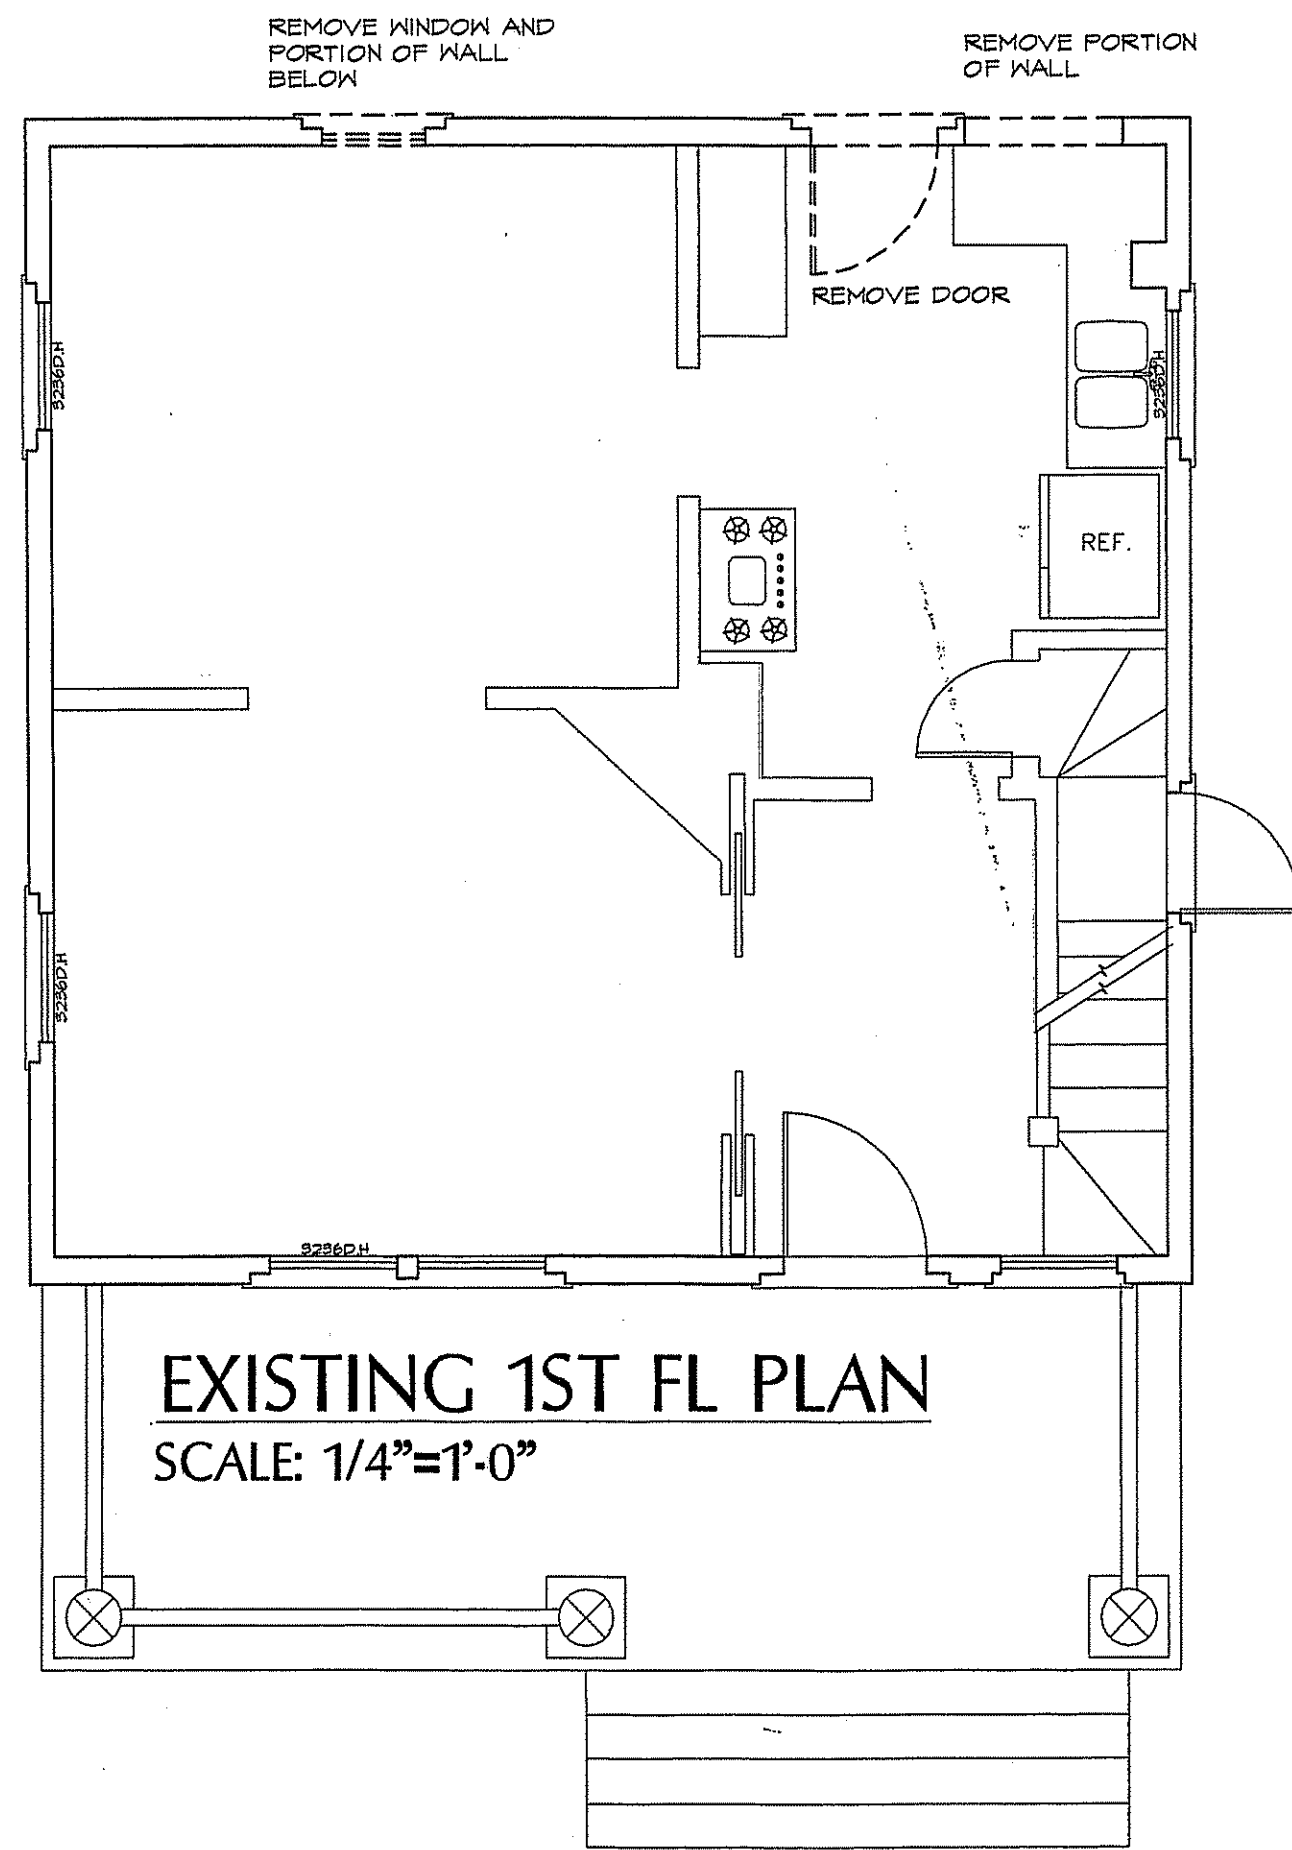 REMOVE WINDOW AND
PORTION OF WALL
BELOW
REMOVE PORTION
OF WALL
REMOVE DOOR
3236D.H
3236D.H
REF.
3236D.H
3236D.H
EXISTING 1ST FL PLAN
SCALE: 1/4"=1'-0"